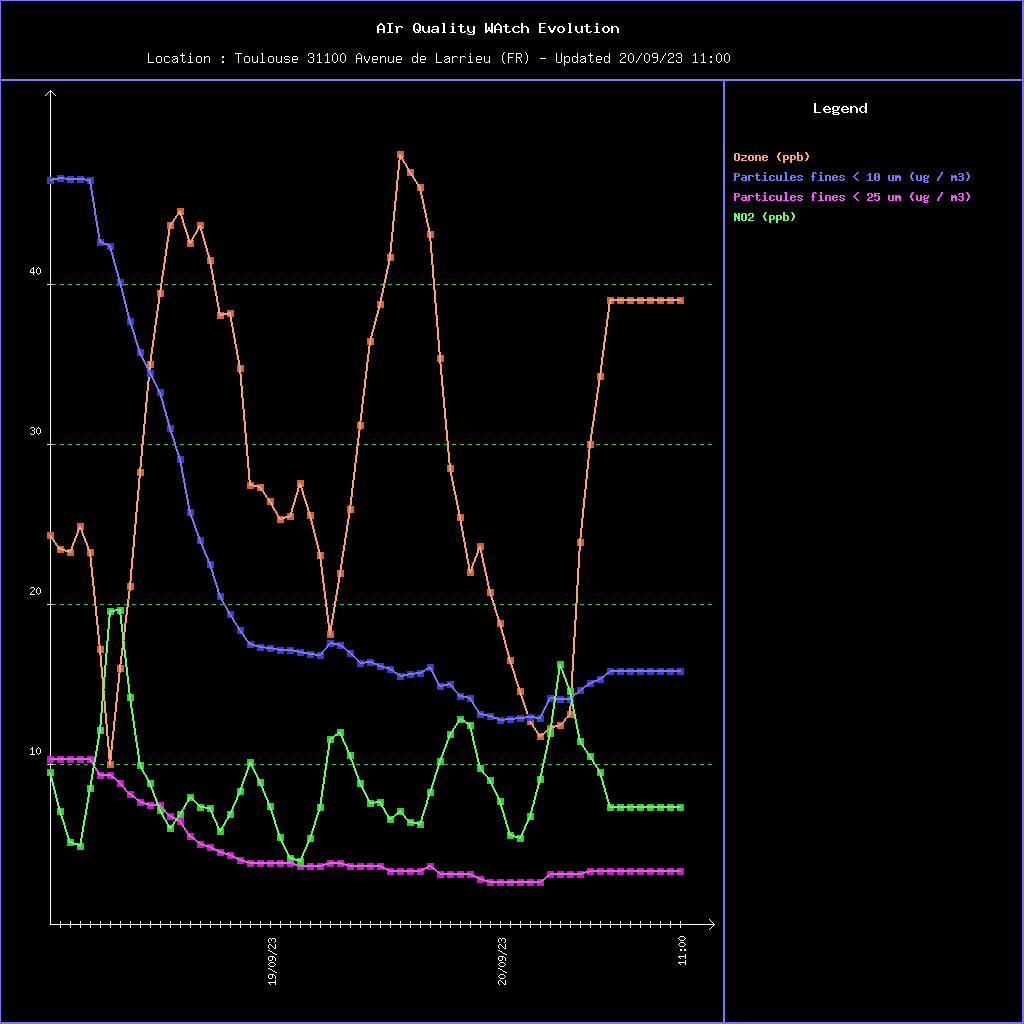 AIr Quality WAtch Evolution
Location : Toulouse 31100 Avenue de Larrieu (FR) - Updated 20/09/23 11:00
Legend
Ozone (ppb)
Particules fines < 10 um (ug / m3)
Particules fines < 25 um (ug / m3)
NO2 (ppb)
40
30
20
10
19/09/23
20/09/23
11:00